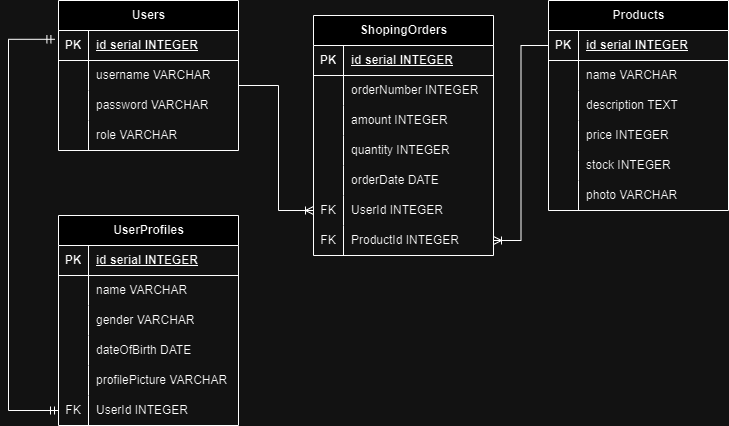 Users
PK id serial INTEGER
username VARCHAR
password VARCHAR
role VARCHAR
ShopingOrders
PK id serial INTEGER
orderNumber INTEGER
amount INTEGER
quantity INTEGER
orderDate DATE
FK UserId INTEGER
FK ProductId INTEGER
Products
PK id serial INTEGER
name VARCHAR
description TEXT
price INTEGER
stock INTEGER
photo VARCHAR
UserProfiles
PK id serial INTEGER
name VARCHAR
gender VARCHAR
dateOfBirth DATE
profilePicture VARCHAR
FK UserId INTEGER